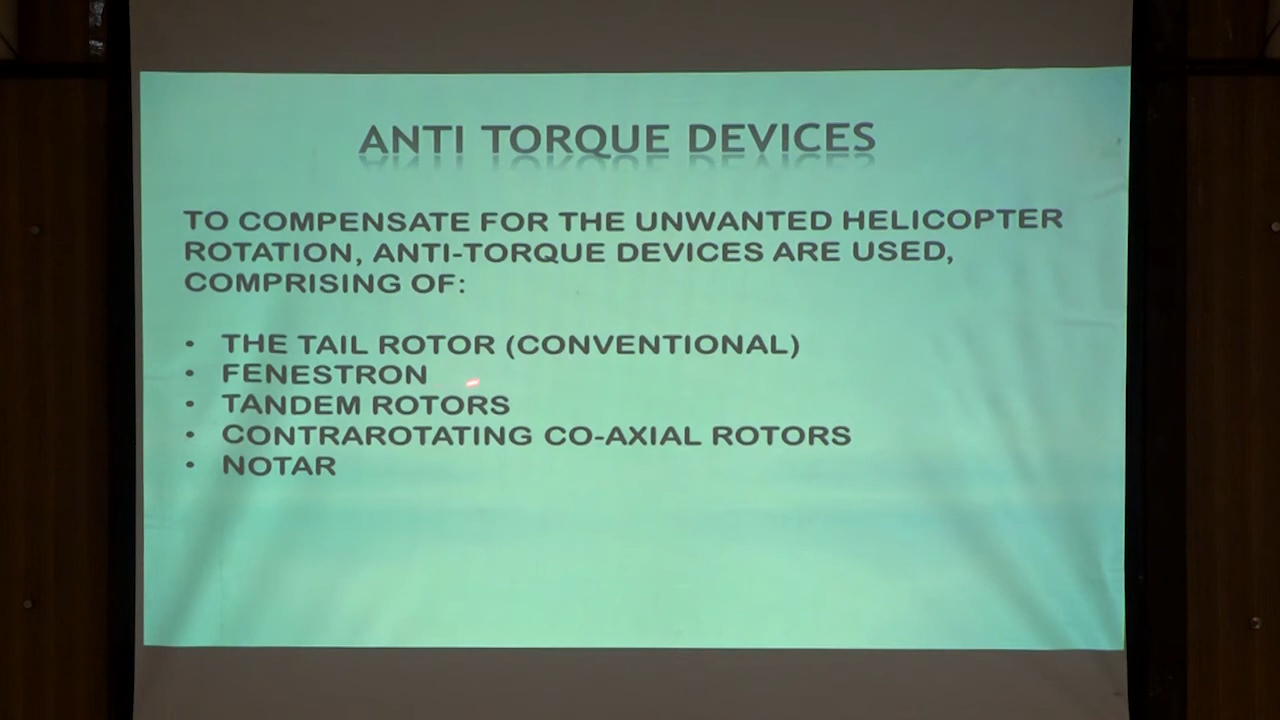 ANTI TORQUE DEVICES
TO COMPENSATE FOR THE UNWANTED HELICOPTER
ROTATION, ANTI-TORQUE DEVICES ARE USED,
COMPRISING OF:
• THE TAIL ROTOR (CONVENTIONAL)
• FENESTRON
• TANDEM ROTORS
• CONTRAROTATING CO-AXIAL ROTORS
• NOTAR